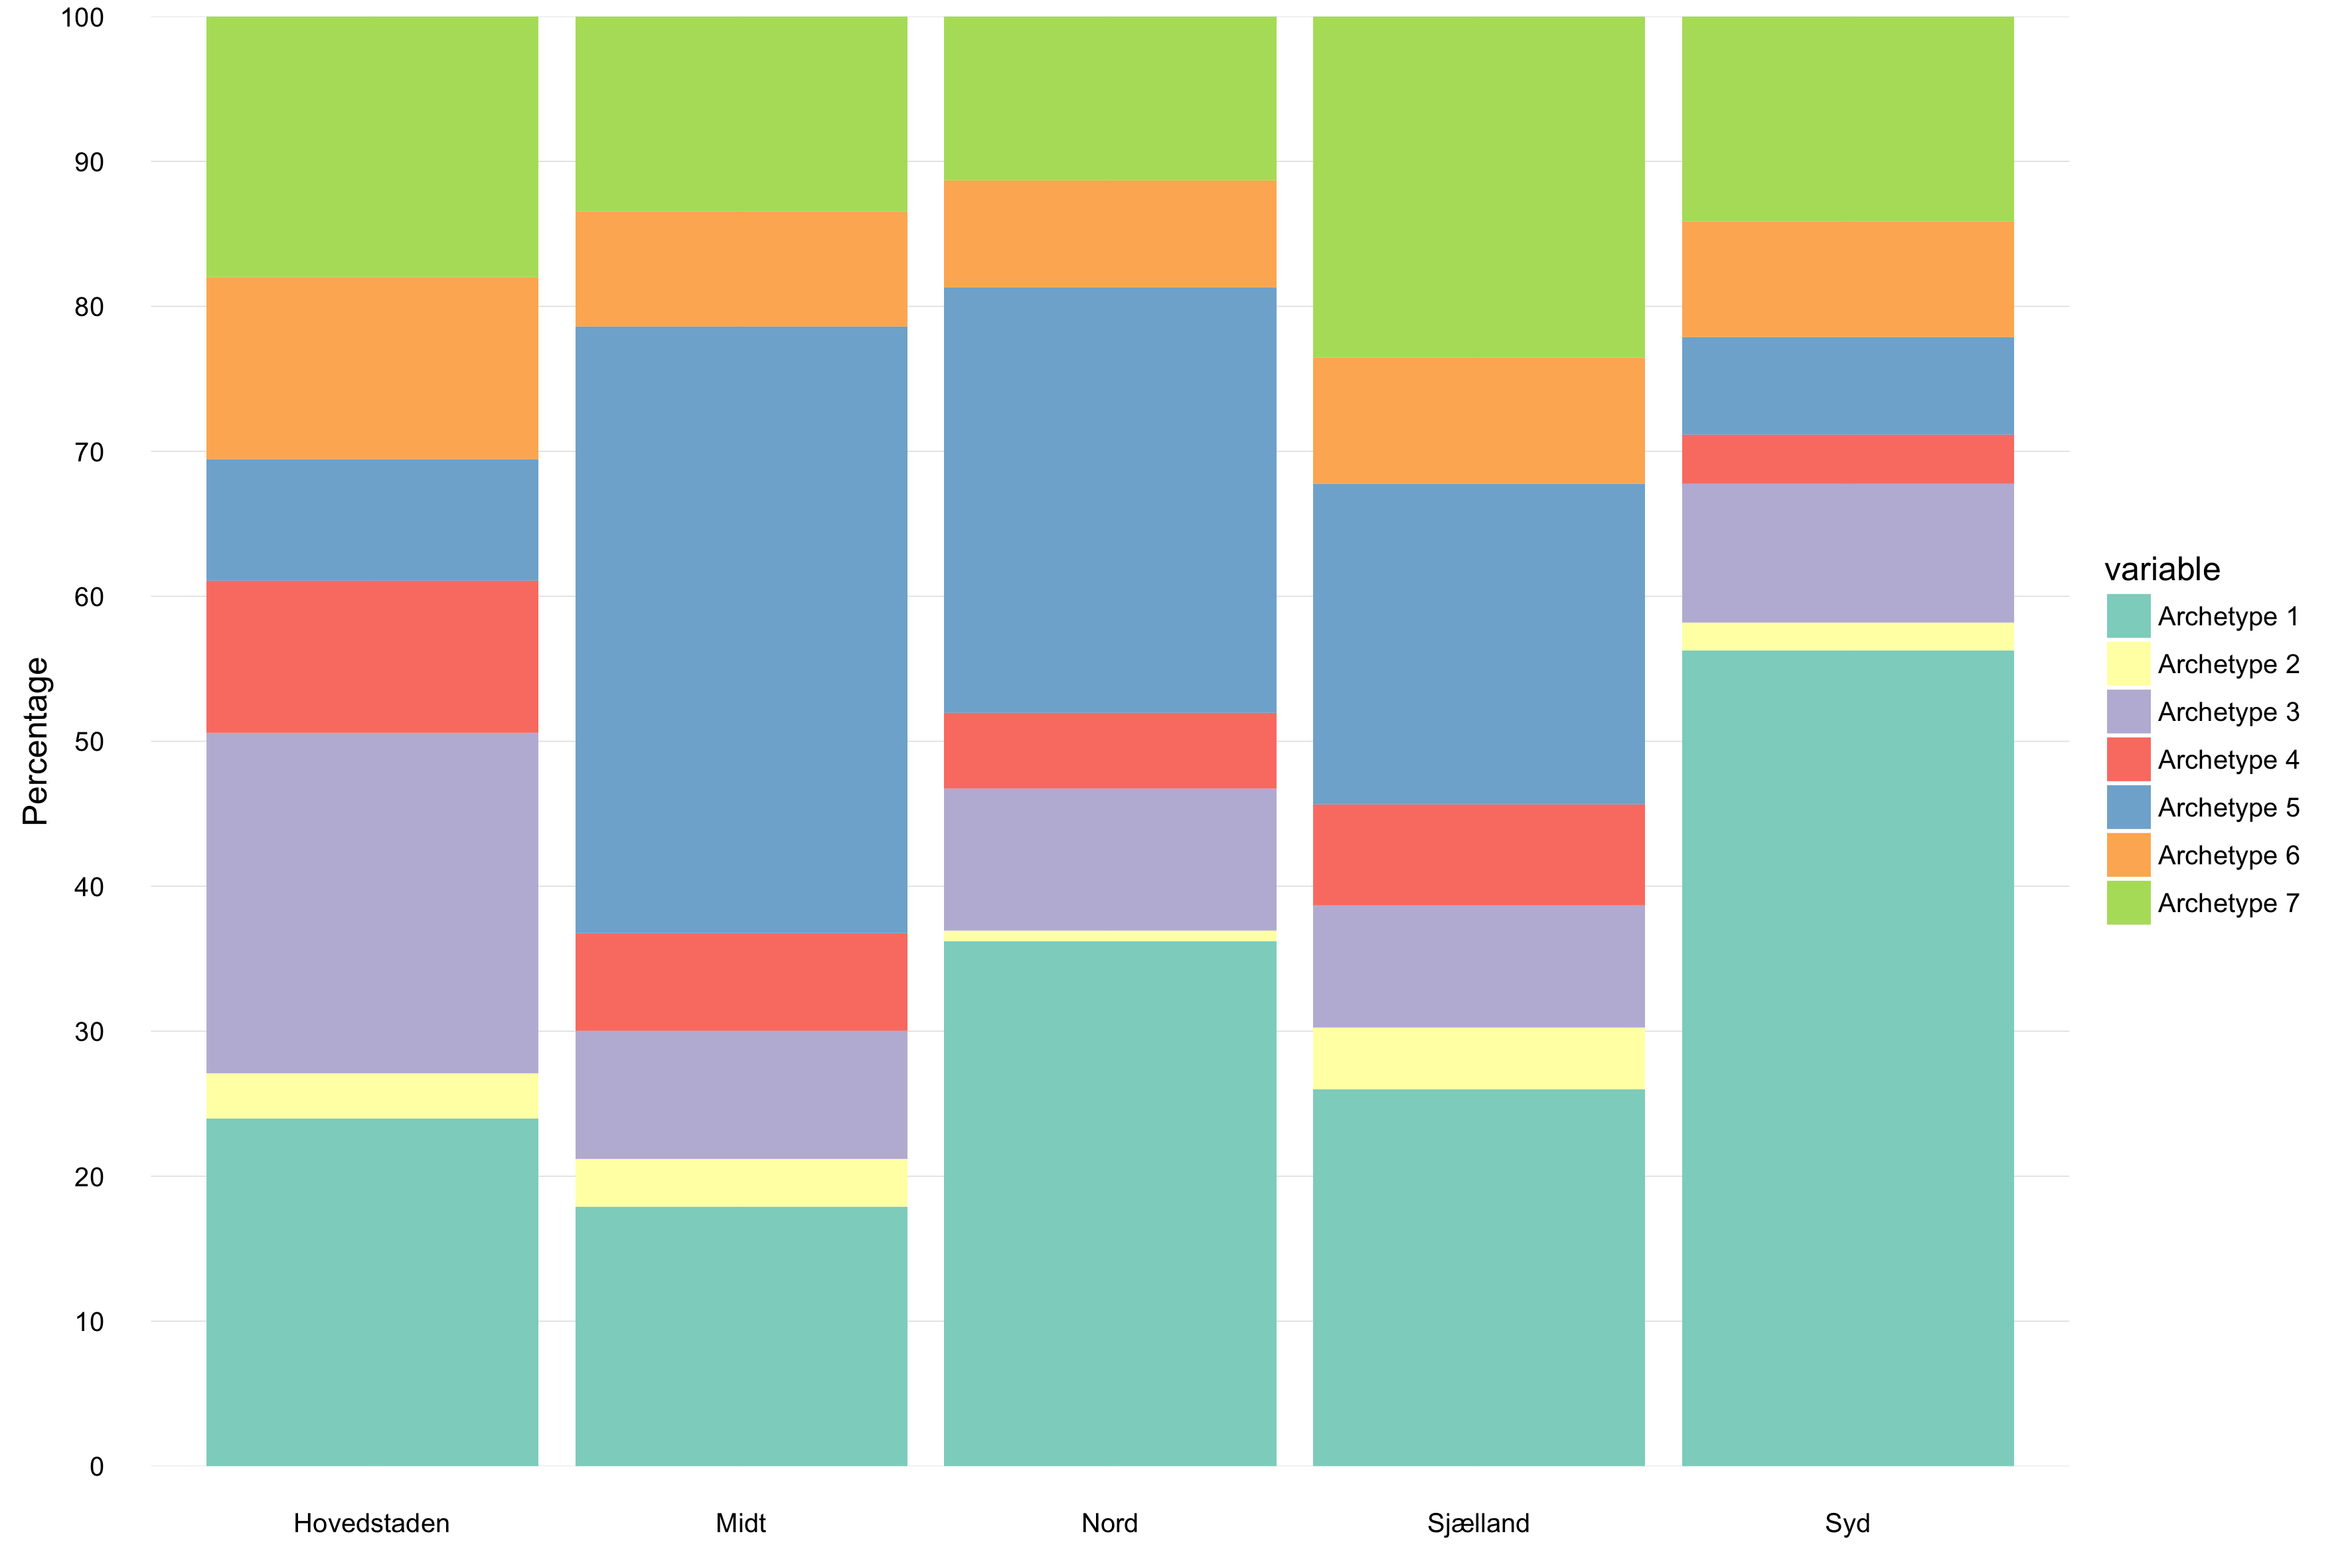 Percentage
100
90
80
70
60
50
40
30
20
10
0
Hovedstaden
Midt
Nord
Sjælland
Syd
variable
Archetype 1
Archetype 2
Archetype 3
Archetype 4
Archetype 5
Archetype 6
Archetype 7